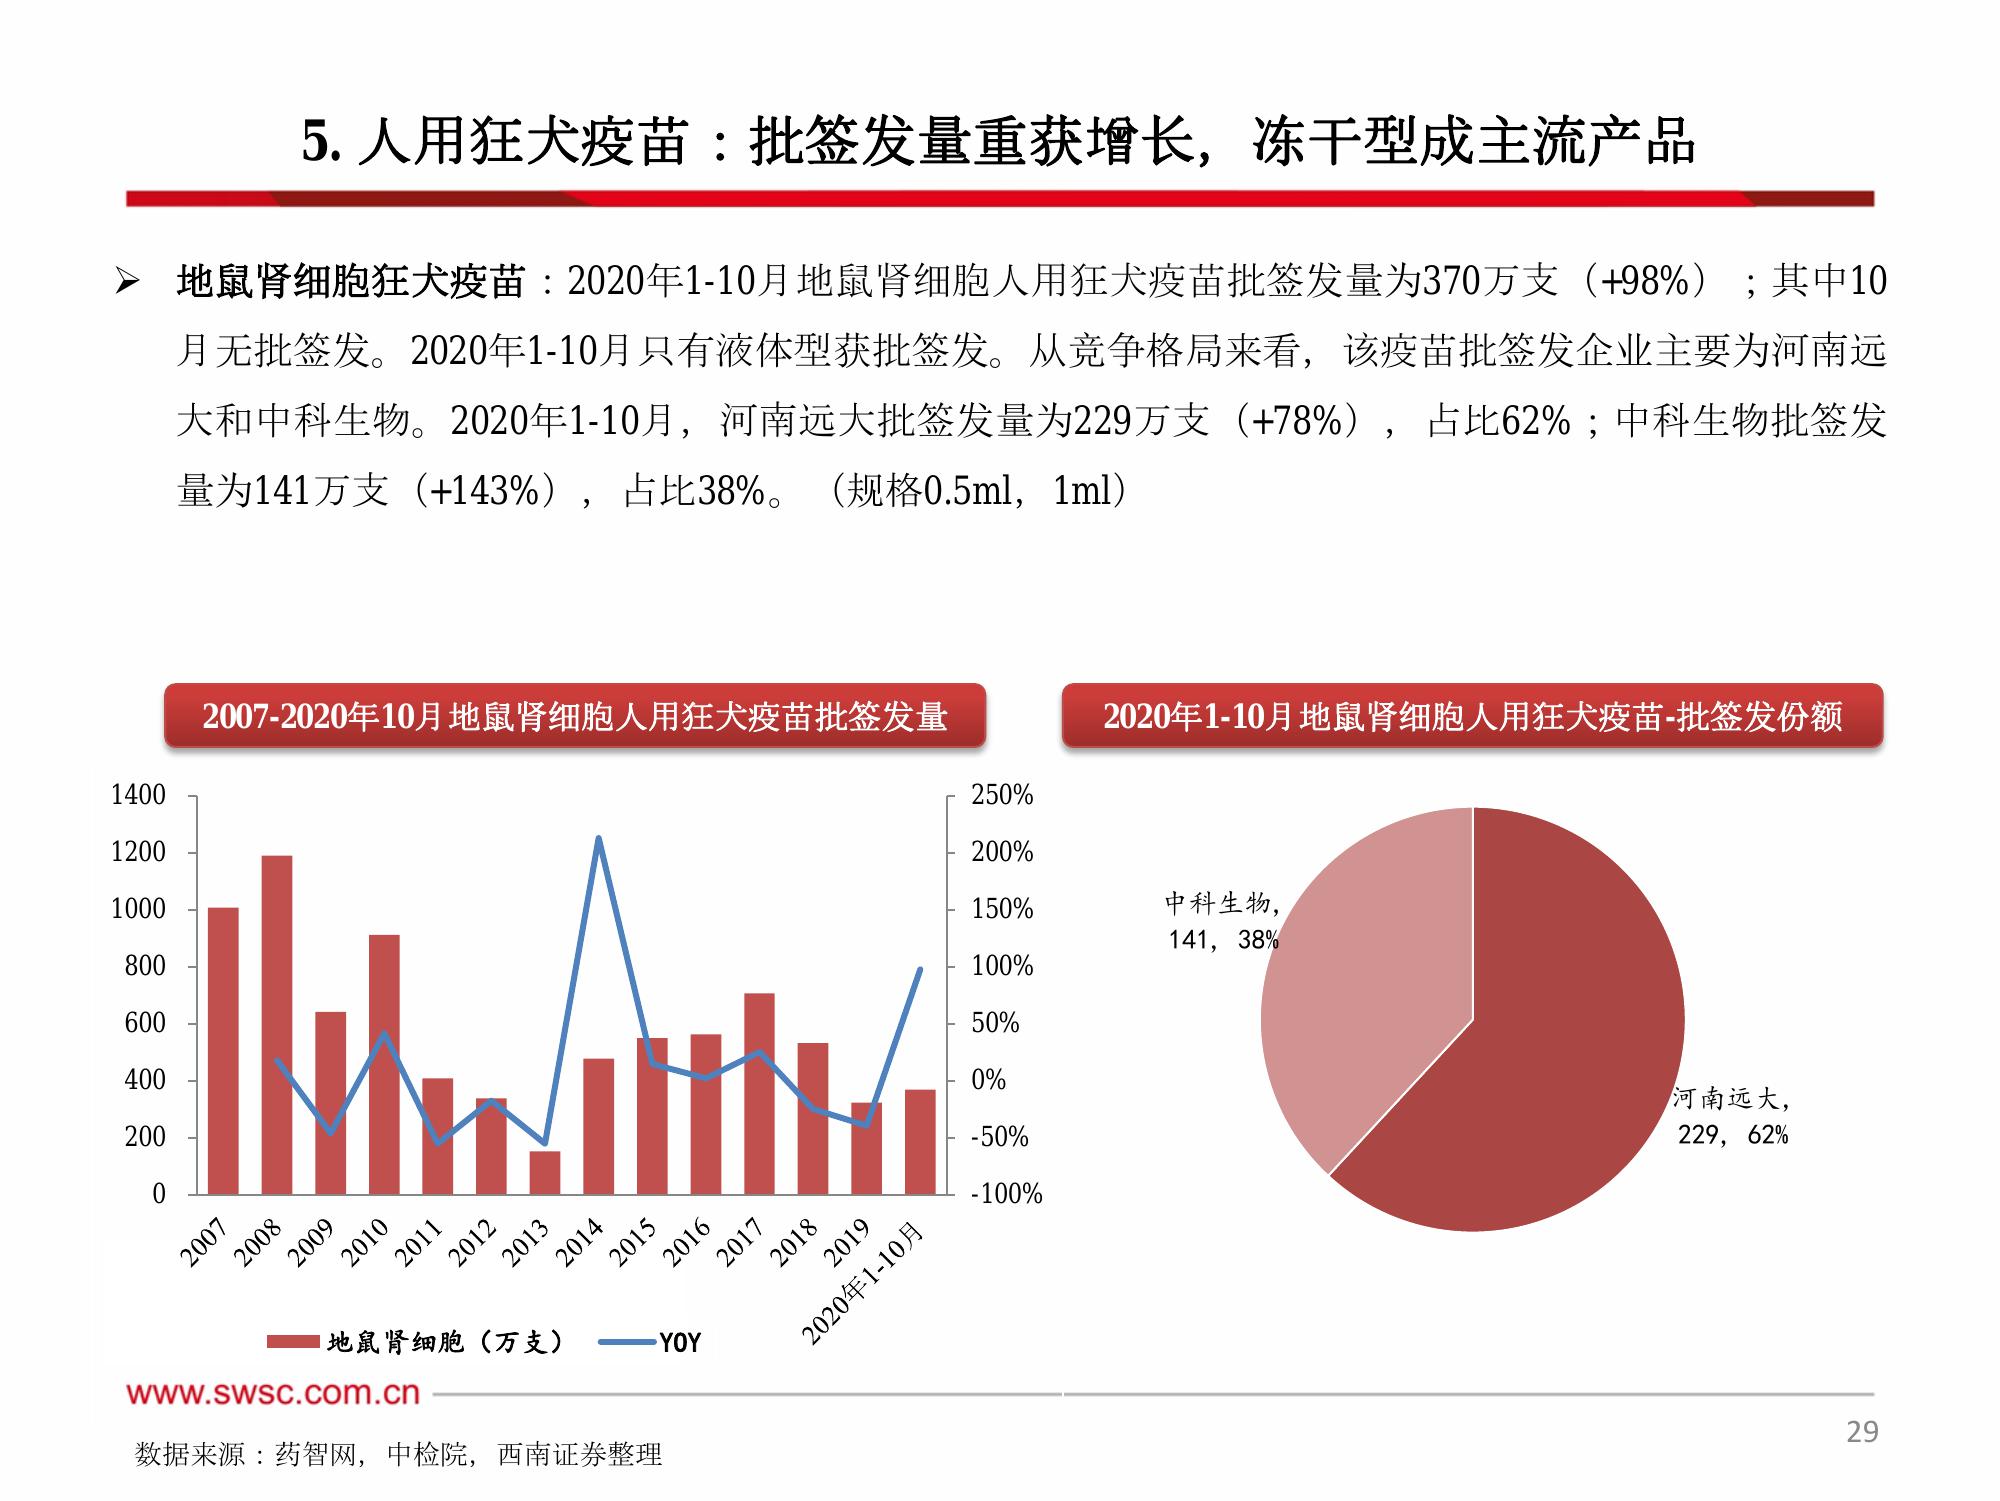 5. 人用狂犬疫苗：批签发量重获增长，冻干型成主流产品
➢ 地鼠肾细胞狂犬疫苗：2020年1-10月地鼠肾细胞人用狂犬疫苗批签发量为370万支（+98%）；其中10
月无批签发。2020年1-10月只有液体型获批签发。从竞争格局来看，该疫苗批签发企业主要为河南远
大和中科生物。2020年1-10月，河南远大批签发量为229万支（+78%），占比62%；中科生物批签发
量为141万支（+143%），占比38%。（规格0.5ml，1ml）
2007-2020年10月地鼠肾细胞人用狂犬疫苗批签发量
1400
1200
1000
800
600
400
200
0
250%
200%
150%
100%
50%
0%
-50%
-100%
2007
2008
2009
2010
2011
2012
2013
2014
2015
2016
2017
2018
2019
2020年1-10月
地鼠肾细胞（万支）
YOY
2020年1-10月地鼠肾细胞人用狂犬疫苗-批签发份额
中科生物，
141， 38%
河南远大，
229， 62%
www.swsc.com.cn
29
数据来源：药智网，中检院，西南证券整理